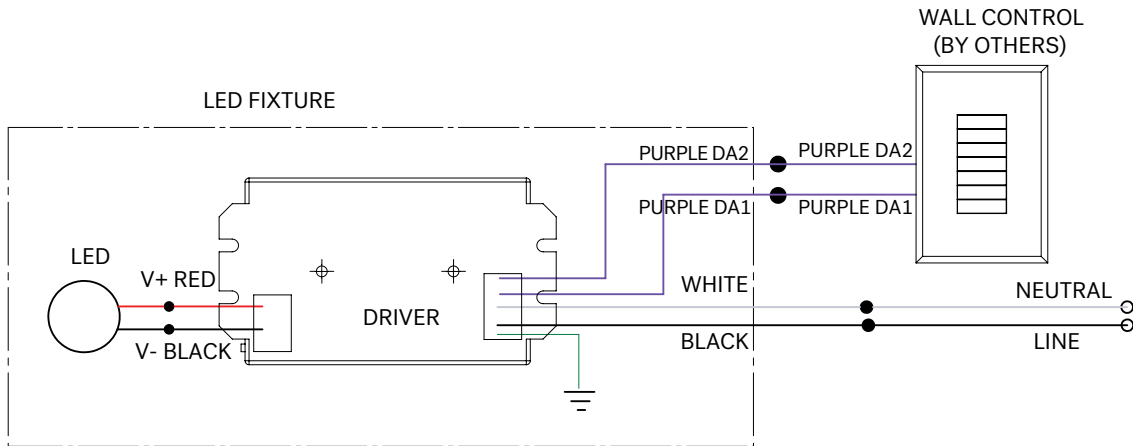 WALL CONTROL
(BY OTHERS)
LED FIXTURE
PURPLE DA2
PURPLE DA2
PURPLE DA1
PURPLE DA1
LED
V+ RED
WHITE
NEUTRAL
DRIVER
V- BLACK
BLACK
LINE